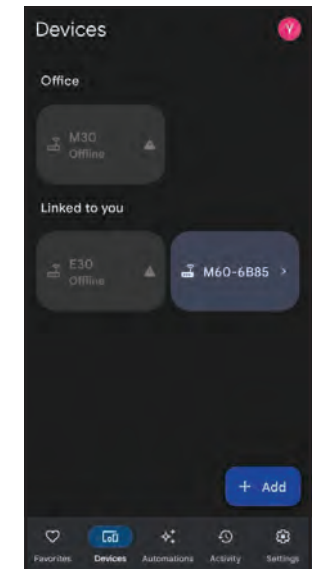 Devices
Y
Office
M30
Offline
Linked to you
E30
Offline
M60-6B85
+ Add
Favorites
Devices
Automations
Activity
Settings